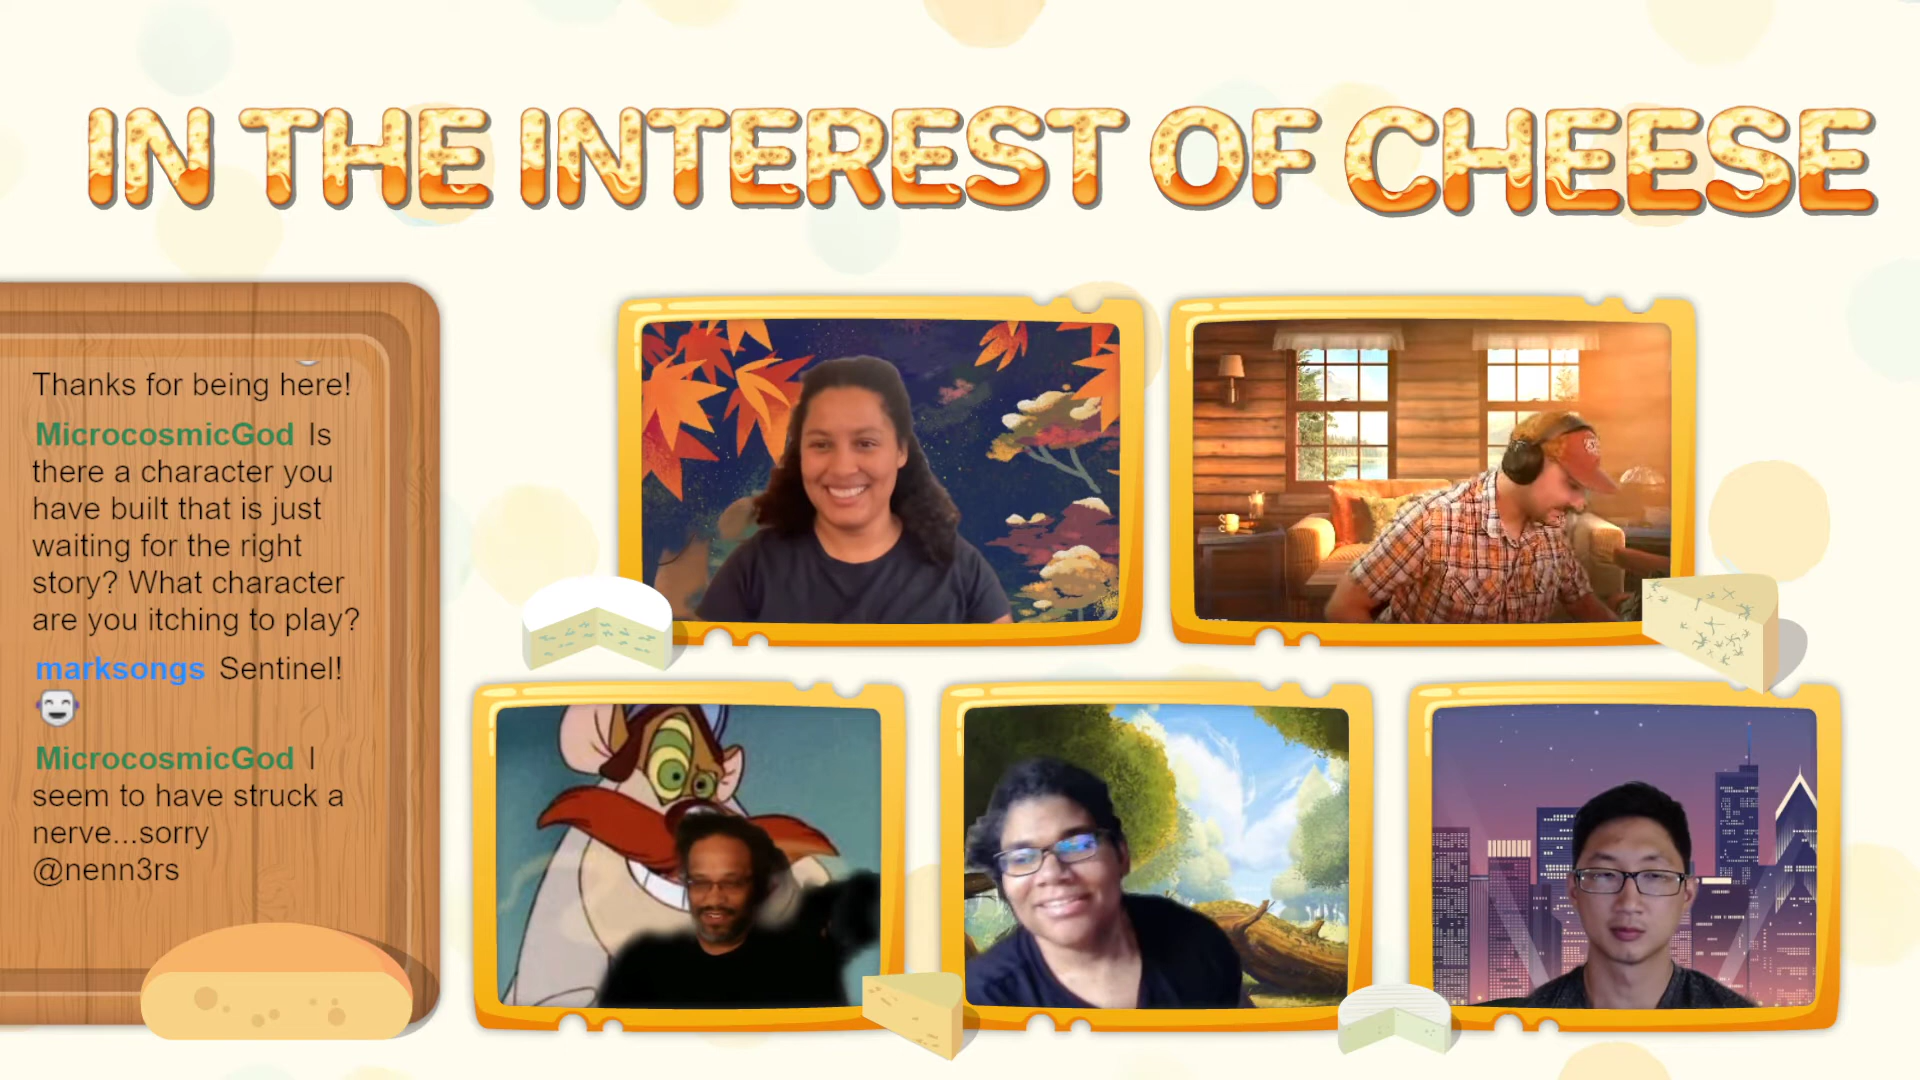 IN THE INTEREST OF CHEESE
Thanks for being here!
MicrocosmicGod Is
there a character you
have built that is just
waiting for the right
story? What character
are you itching to play?
marksongs Sentinel!
MicrocosmicGod I
seem to have struck a
nerve...sorry
@nenn3rs